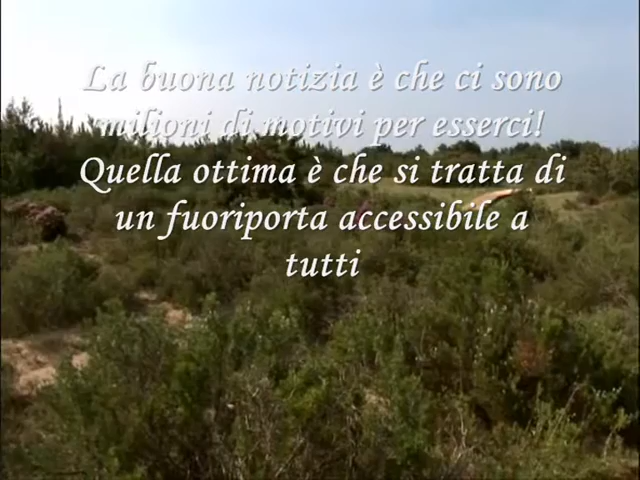 La buona notizia è che ci sono
milioni di motivi per esserci!
Quella ottima è che si tratta di
un fuoriporta accessibile a
tutti